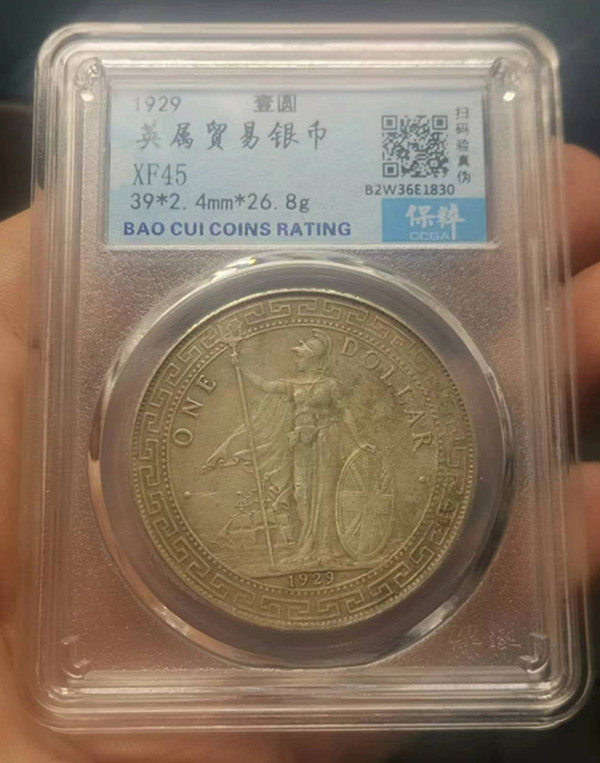 1929 壹圆
英属贸易银币
XF45
39*2.4mm*26.8g
BAO CUI COINS RATING
扫码验真伪
B2W36E1830
保粹
CCGA
ONE DOLLAR
1929